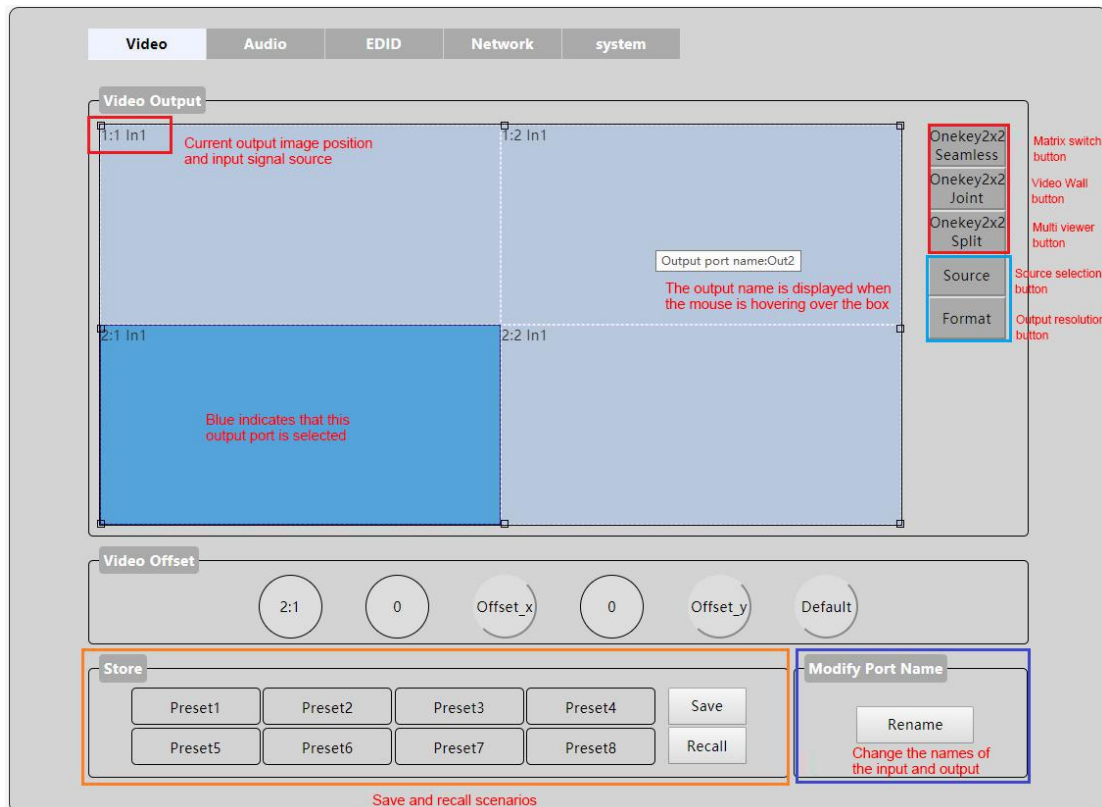 Video Audio EDID Network system
Video Output
1:1 In1
Current output image position
and input signal source
1:2 In1
Output port name:Out2
The output name is displayed when
the mouse is hovering over the box
2:1 In1
Blue indicates that this
output port is selected
2:2 In1
Onekey2x2
Seamless
Matrix switch
button
Onekey2x2
Joint
Video Wall
button
Onekey2x2
Split
Multi viewer
button
Source
Source selection
button
Format
Output resolution
button
Video Offset
2:1 0 Offset_x 0 Offset_y Default
Store
Preset1 Preset2 Preset3 Preset4 Save
Preset5 Preset6 Preset7 Preset8 Recall
Save and recall scenarios
Modify Port Name
Rename
Change the names of
the input and output